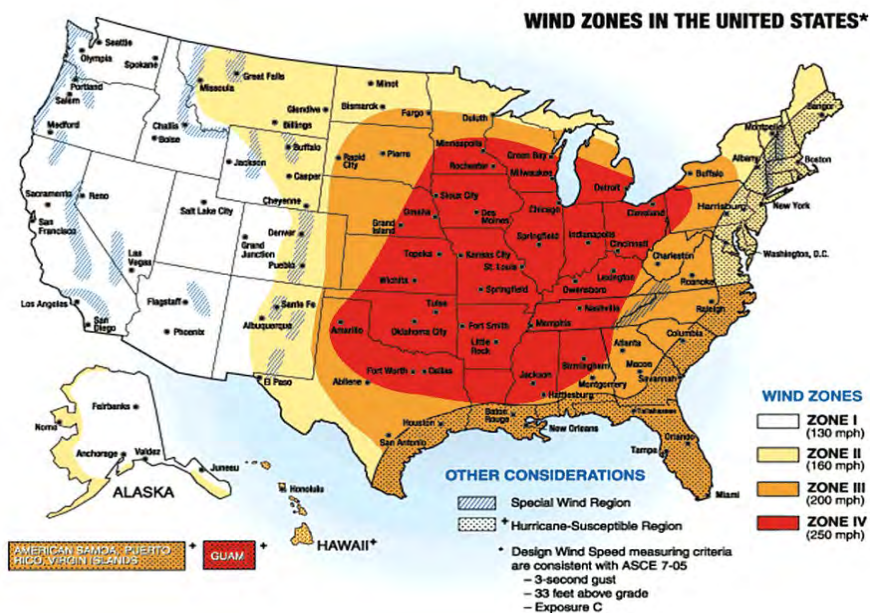 WIND ZONES IN THE UNITED STATES*
Seattle
Olympia
Spokane
Portland
Salem
Medford
Missoula
Great Falls
Minot
Bismarck
Glendive
Billings
Fargo
Duluth
Challis
Boise
Jackson
Buffalo
Casper
Cheyenne
Rapid City
Pierre
Minneapolis
Rochester
Green Bay
Milwaukee
Detroit
Buffalo
Albany
Montpelier
Bangor
Boston
New York
Harrisburg
Washington, D.C.
Sacramento
San Francisco
Reno
Salt Lake City
Las Vegas
Grand Junction
Denver
Pueblo
Grand Island
Omaha
Sioux City
Des Moines
Chicago
Cleveland
Springfield
Indianapolis
Cincinnati
Topeka
Kansas City
St. Louis
Wichita
Springfield
Owensboro
Lexington
Charleston
Roanoke
Raleigh
Los Angeles
San Diego
Flagstaff
Phoenix
Santa Fe
Albuquerque
El Paso
Amarillo
Tulsa
Oklahoma City
Fort Smith
Little Rock
Memphis
Nashville
Columbia
Atlanta
Macon
Savannah
Birmingham
Montgomery
Jackson
Hattiesburg
Fort Worth
Dallas
Abilene
San Antonio
Houston
Baton Rouge
New Orleans
Tallahassee
Orlando
Tampa
Miami
Fairbanks
Nome
Anchorage
Valdez
Juneau
ALASKA
Honolulu
HAWAII+
AMERICAN SAMOA, PUERTO
RICO, VIRGIN ISLANDS
+
GUAM
+
OTHER CONSIDERATIONS
Special Wind Region
+ Hurricane-Susceptible Region
* Design Wind Speed measuring criteria
are consistent with ASCE 7-05
– 3-second gust
– 33 feet above grade
– Exposure C
WIND ZONES
ZONE I
(130 mph)
ZONE II
(160 mph)
ZONE III
(200 mph)
ZONE IV
(250 mph)